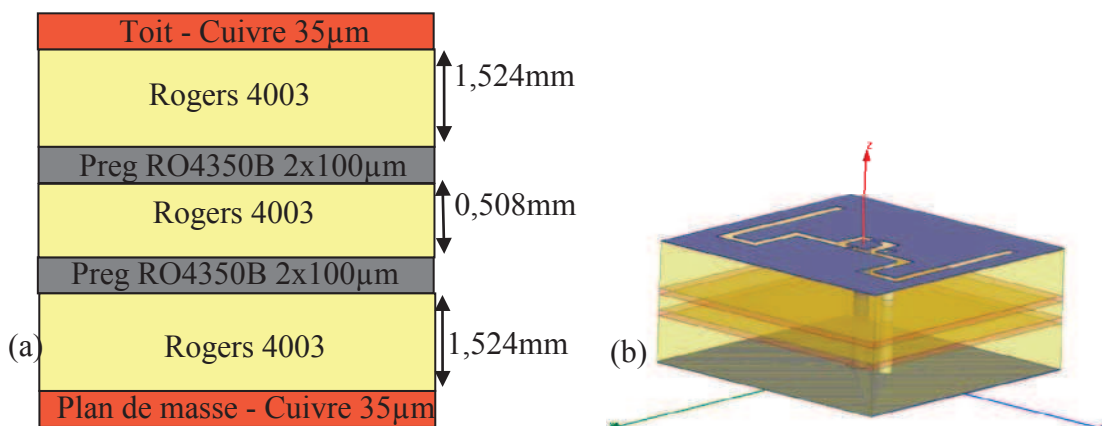 Toit - Cuivre 35µm
1,524mm
Rogers 4003
Preg RO4350B 2x100µm
Rogers 4003
0,508mm
Preg RO4350B 2x100µm
(a)
Rogers 4003
1,524mm
Plan de masse - Cuivre 35µm
z
(b)